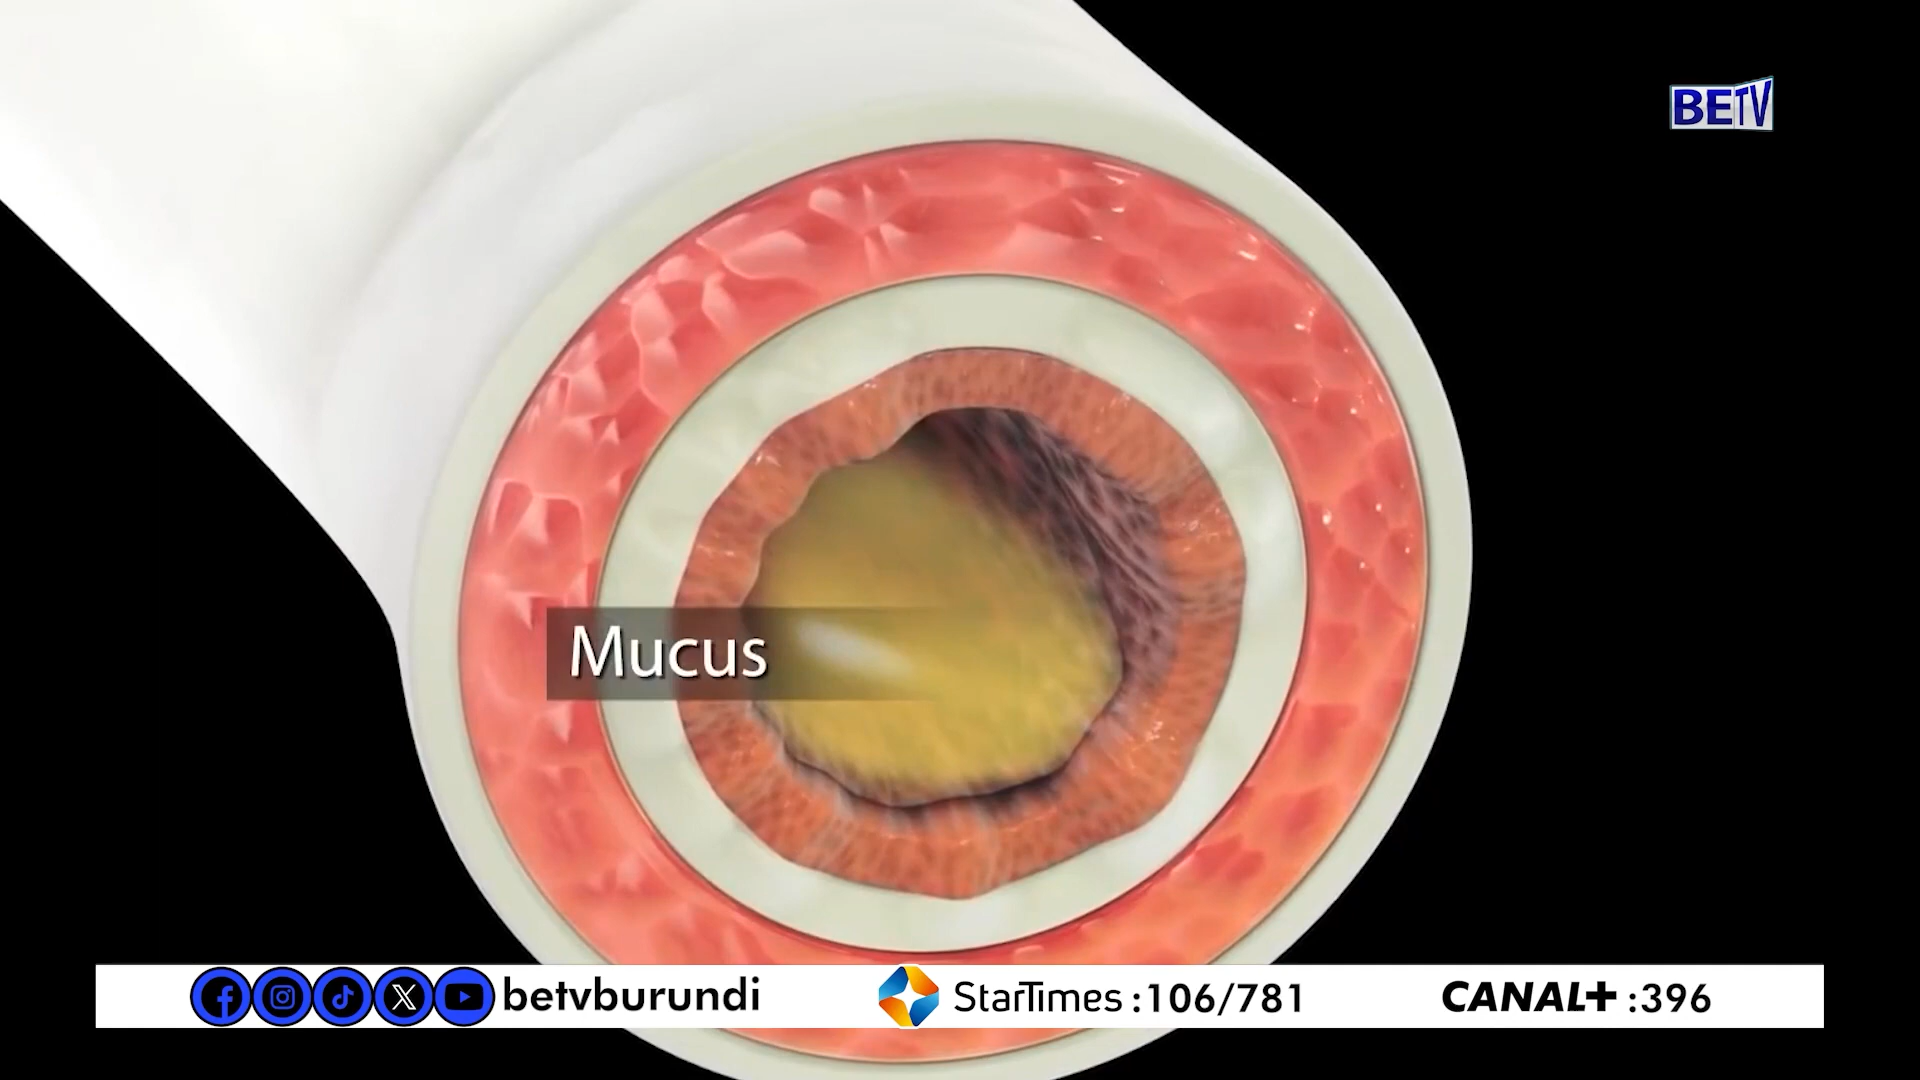 BETV
Mucus
betvburundi
StarTimes :106/781
CANAL+ :396